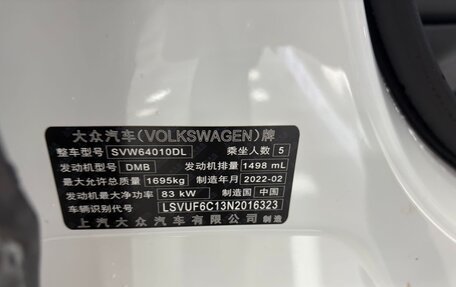 大众汽车(VOLKSWAGEN)牌
整车型号 SVW64010DL 乘坐人数 5
发动机型号 DMB 发动机排量 1498 mL
最大允许总质量 1695kg 制造年月 2022-02
发动机最大净功率 83 kW 制造国 中国
车辆识别代号 LSVUF6C13N2016323
上汽大众汽车有限公司 制造